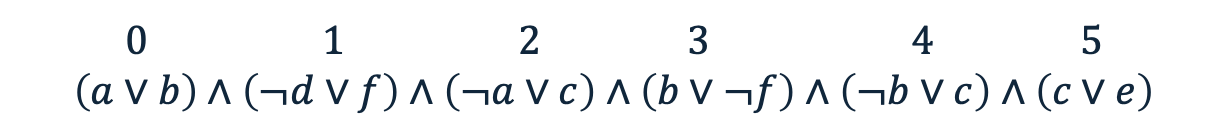 0 1 2 3 4 5
(a ∨ b) ∧ (¬d ∨ f) ∧ (¬a ∨ c) ∧ (b ∨ ¬f) ∧ (¬b ∨ c) ∧ (c ∨ e)